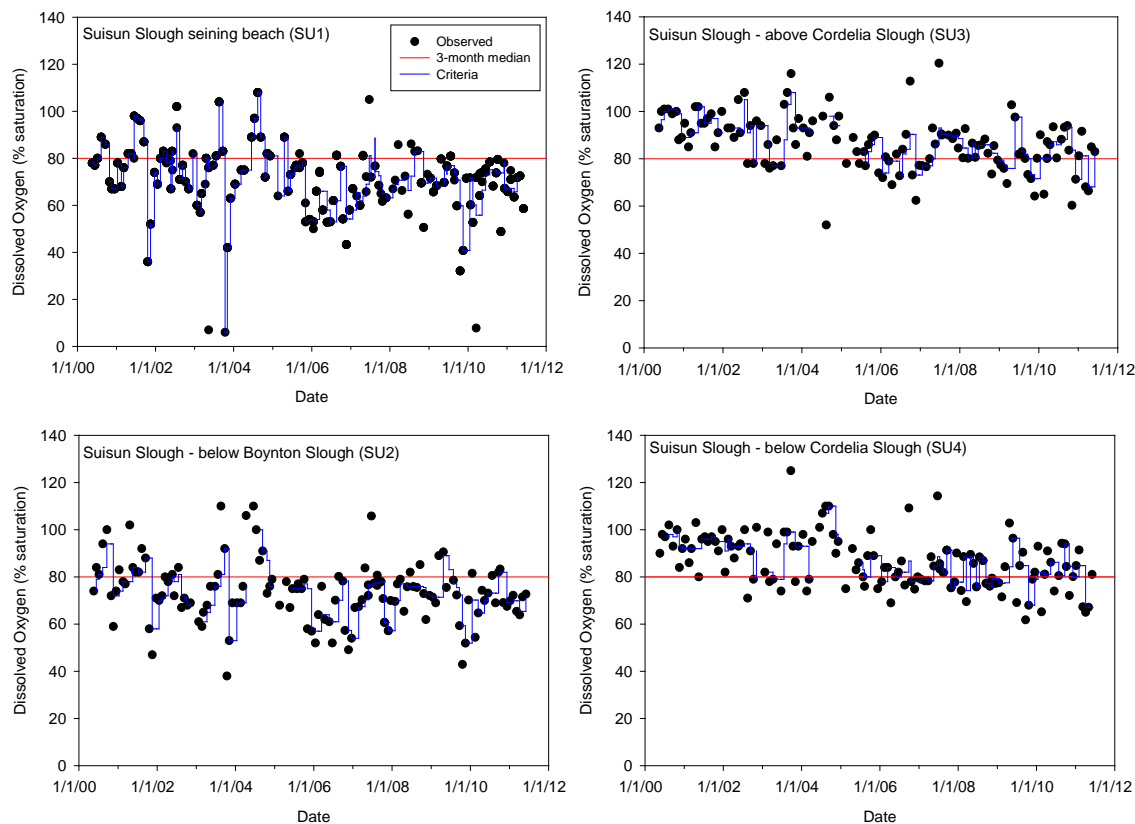 Suisun Slough seining beach (SU1)
Observed
3-month median
Criteria
Dissolved Oxygen (% saturation)
140
120
100
80
60
40
20
0
1/1/00 1/1/02 1/1/04 1/1/06 1/1/08 1/1/10 1/1/12
Date
Suisun Slough - above Cordelia Slough (SU3)
Dissolved Oxygen (% saturation)
140
120
100
80
60
40
20
0
1/1/00 1/1/02 1/1/04 1/1/06 1/1/08 1/1/10 1/1/12
Date
Suisun Slough - below Boynton Slough (SU2)
Dissolved Oxygen (% saturation)
140
120
100
80
60
40
20
0
1/1/00 1/1/02 1/1/04 1/1/06 1/1/08 1/1/10 1/1/12
Date
Suisun Slough - below Cordelia Slough (SU4)
Dissolved Oxygen (% saturation)
140
120
100
80
60
40
20
0
1/1/00 1/1/02 1/1/04 1/1/06 1/1/08 1/1/10 1/1/12
Date